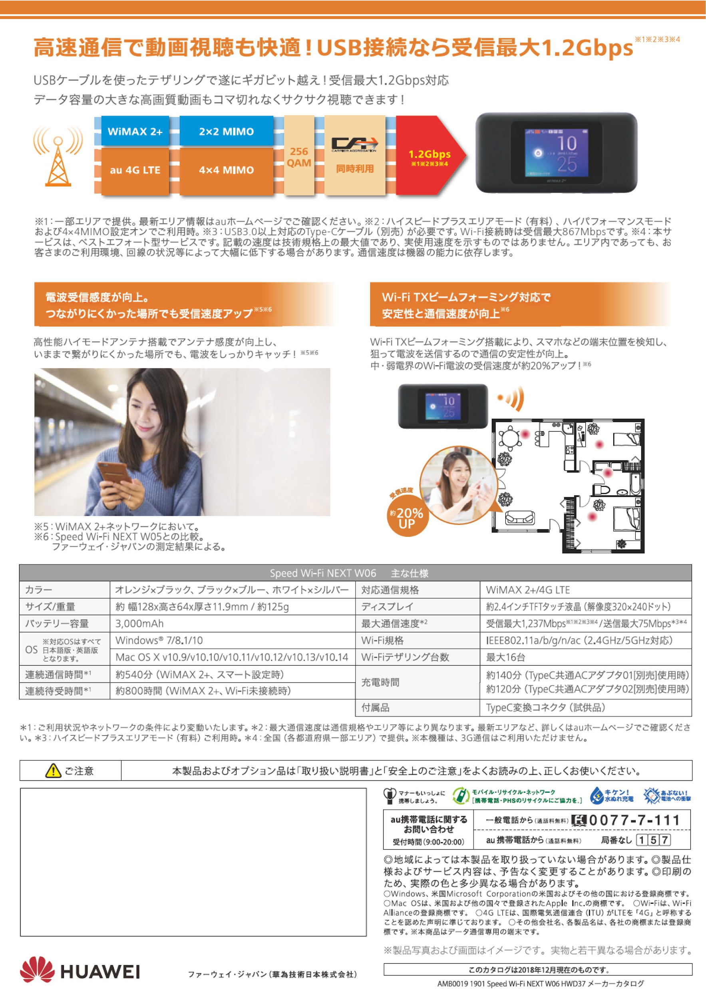 高速通信で動画視聴も快適！USB接続なら受信最大1.2Gbps※1※2※3※4
USBケーブルを使ったテザリングで遂にギガビット越え！受信最大1.2Gbps対応
データ容量の大きな高画質動画もコマ切れなくサクサク視聴できます！
WiMAX 2+
2×2 MIMO
au 4G LTE
4×4 MIMO
256
QAM
CA
CARRIER AGGREGATION
同時利用
1.2Gbps
※1※2※3※4
10
25
WiMAX 2+
※1：一部エリアで提供。最新エリア情報はauホームページでご確認ください。※2：ハイスピードプラスエリアモード（有料）、ハイパフォーマンスモード
および4×4MIMO設定オンでご利用時。※3：USB3.0以上対応のType-Cケーブル（別売）が必要です。Wi-Fi接続時は受信最大867Mbpsです。※4：本サ
ービスは、ベストエフォート型サービスです。記載の速度は技術規格上の最大値であり、実使用速度を示すものではありません。エリア内であっても、お
客さまのご利用環境、回線の状況等によって大幅に低下する場合があります。通信速度は機器の能力に依存します。
電波受信感度が向上。
つながりにくかった場所でも受信速度アップ※5※6
高性能ハイモードアンテナ搭載でアンテナ感度が向上し、
いままで繋がりにくかった場所でも、電波をしっかりキャッチ！※5※6
※5：WiMAX 2+ネットワークにおいて。
※6：Speed Wi-Fi NEXT W05との比較。
ファーウェイ・ジャパンの測定結果による。
Wi-Fi TXビームフォーミング対応で
安定性と通信速度が向上※6
Wi-Fi TXビームフォーミング搭載により、スマホなどの端末位置を検知し、
狙って電波を送信するので通信の安定性が向上。
中・弱電界のWi-Fi電波の受信速度が約20%アップ！※6
10
25
受信速度
約20%
UP
Speed Wi-Fi NEXT W06 主な仕様
カラー オレンジ×ブラック、ブラック×ブルー、ホワイト×シルバー 対応通信規格 WiMAX 2+/4G LTE
サイズ/重量 約 幅128x高さ64x厚さ11.9mm / 約125g ディスプレイ 約2.4インチTFTタッチ液晶（解像度320×240ドット）
バッテリー容量 3,000mAh 最大通信速度*2 受信最大1,237Mbps※1※2※3※4/送信最大75Mbps*3*4
OS ※対応OSはすべて
日本語版・英語版
となります。
Windows® 7/8.1/10 Wi-Fi規格 IEEE802.11a/b/g/n/ac（2.4GHz/5GHz対応）
Mac OS X v10.9/v10.10/v10.11/v10.12/v10.13/v10.14 Wi-Fiテザリング台数 最大16台
連続通信時間*1 約540分（WiMAX 2+、スマート設定時）
連続待受時間*1 約800時間（WiMAX 2+、Wi-Fi未接続時）
充電時間 約140分（TypeC共通ACアダプタ01[別売]使用時）
約120分（TypeC共通ACアダプタ02[別売]使用時）
付属品 TypeC変換コネクタ（試供品）
＊1：ご利用状況やネットワークの条件により変動いたします。＊2：最大通信速度は通信規格やエリア等により異なります。最新エリアなど、詳しくはauホームページでご確認くださ
い。＊3：ハイスピードプラスエリアモード（有料）ご利用時。＊4：全国（各都道府県一部エリア）で提供。※本機種は、3G通信はご利用いただけません。
ご注意 本製品およびオプション品は「取り扱い説明書」と「安全上のご注意」をよくお読みの上、正しくお使いください。
マナーもいっしょに
携帯しましょう。
モバイル・リサイクル・ネットワーク
[携帯電話・PHSのリサイクルにご協力を。]
キケン！
水ぬれ充電
あぶない！
電池への衝撃
au携帯電話に関する
お問い合わせ
受付時間（9:00-20:00）
一般電話から（通話料無料） 0077-7-111
au 携帯電話から（通話料無料） 局番なし 157
◎地域によっては本製品を取り扱っていない場合があります。◎製品仕
様およびサービス内容は、予告なく変更することがあります。◎印刷の
ため、実際の色と多少異なる場合があります。
○Windows、米国Microsoft Corporationの米国およびその他の国における登録商標です。
○Mac OSは、米国および他の国々で登録されたApple Inc.の商標です。 ○Wi-Fiは、Wi-Fi
Allianceの登録商標です。 ○4G LTEは、国際電気通信連合（ITU）がLTEを「4G」と呼称する
ことを認めた声明に準じております。 ○その他会社名、各製品名は、各社の商標または登録商
標です。※本商品はデータ通信専用の端末です。
※製品写真および画面はイメージです。実物と若干異なる場合があります。
HUAWEI
ファーウェイ・ジャパン（華為技術日本株式会社）
このカタログは2018年12月現在のものです。
AMB0019 1901 Speed Wi-Fi NEXT W06 HWD37 メーカーカタログ